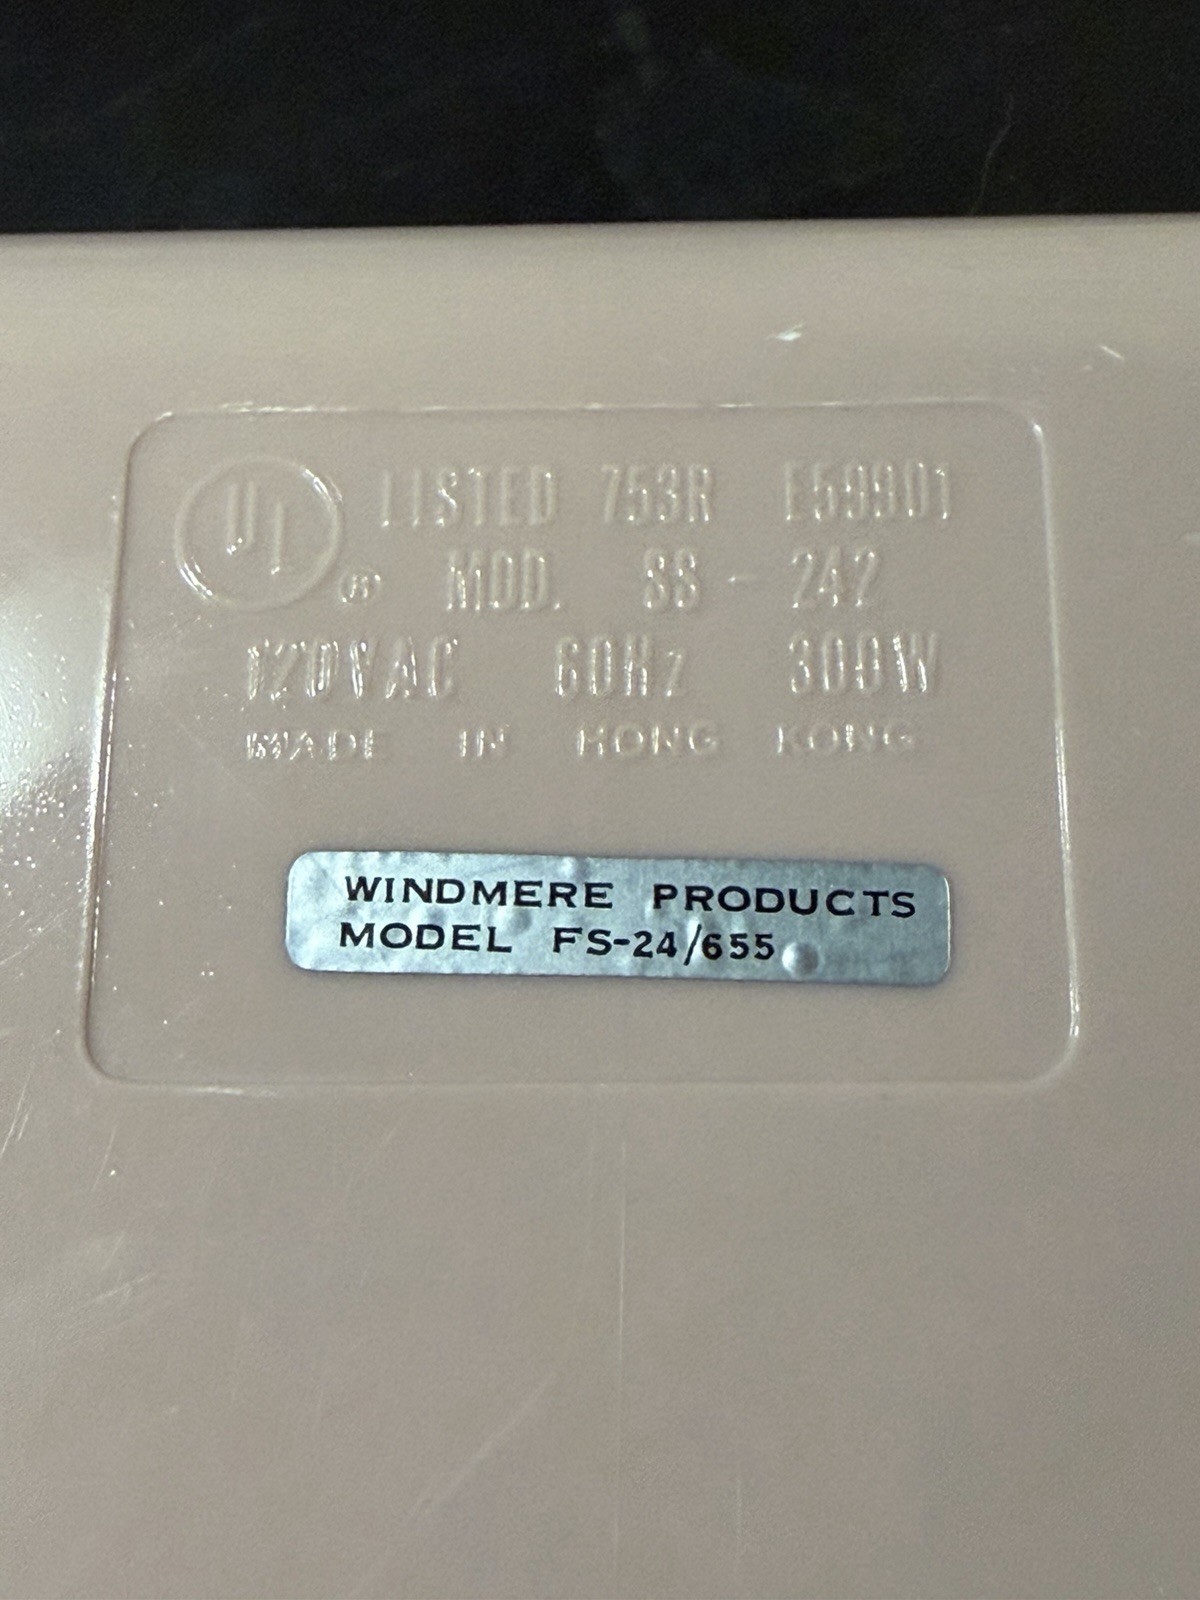 UL® LISTED 753R E59901
MOD. SS - 242
120VAC 60Hz 300W
MADE IN HONG KONG
WINDMERE PRODUCTS
MODEL FS-24/655